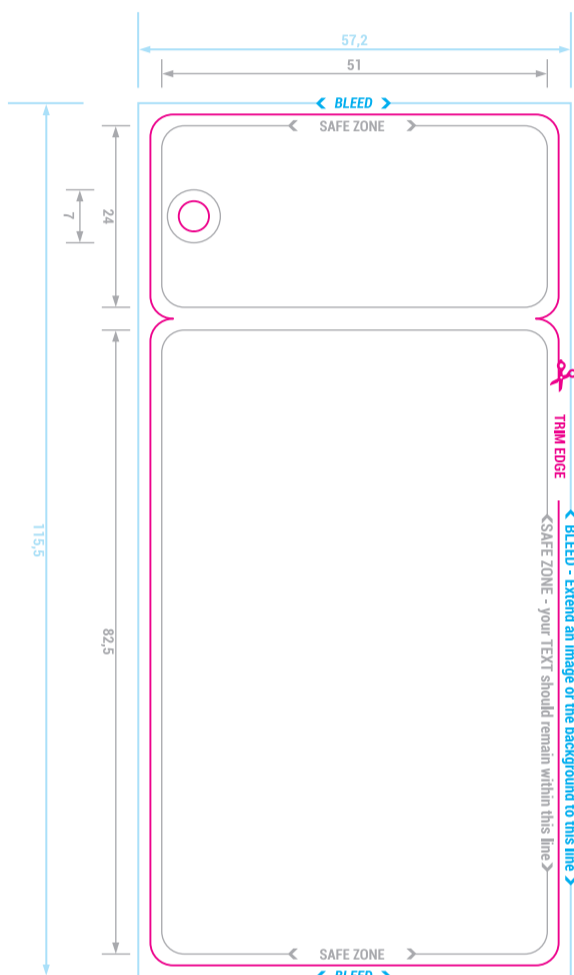 57,2
51
BLEED
SAFE ZONE
7
24
TRIM EDGE
BLEED - Extend an image or the background to this line
SAFE ZONE - your TEXT should remain within this line
115,5
82,5
SAFE ZONE
BLEED